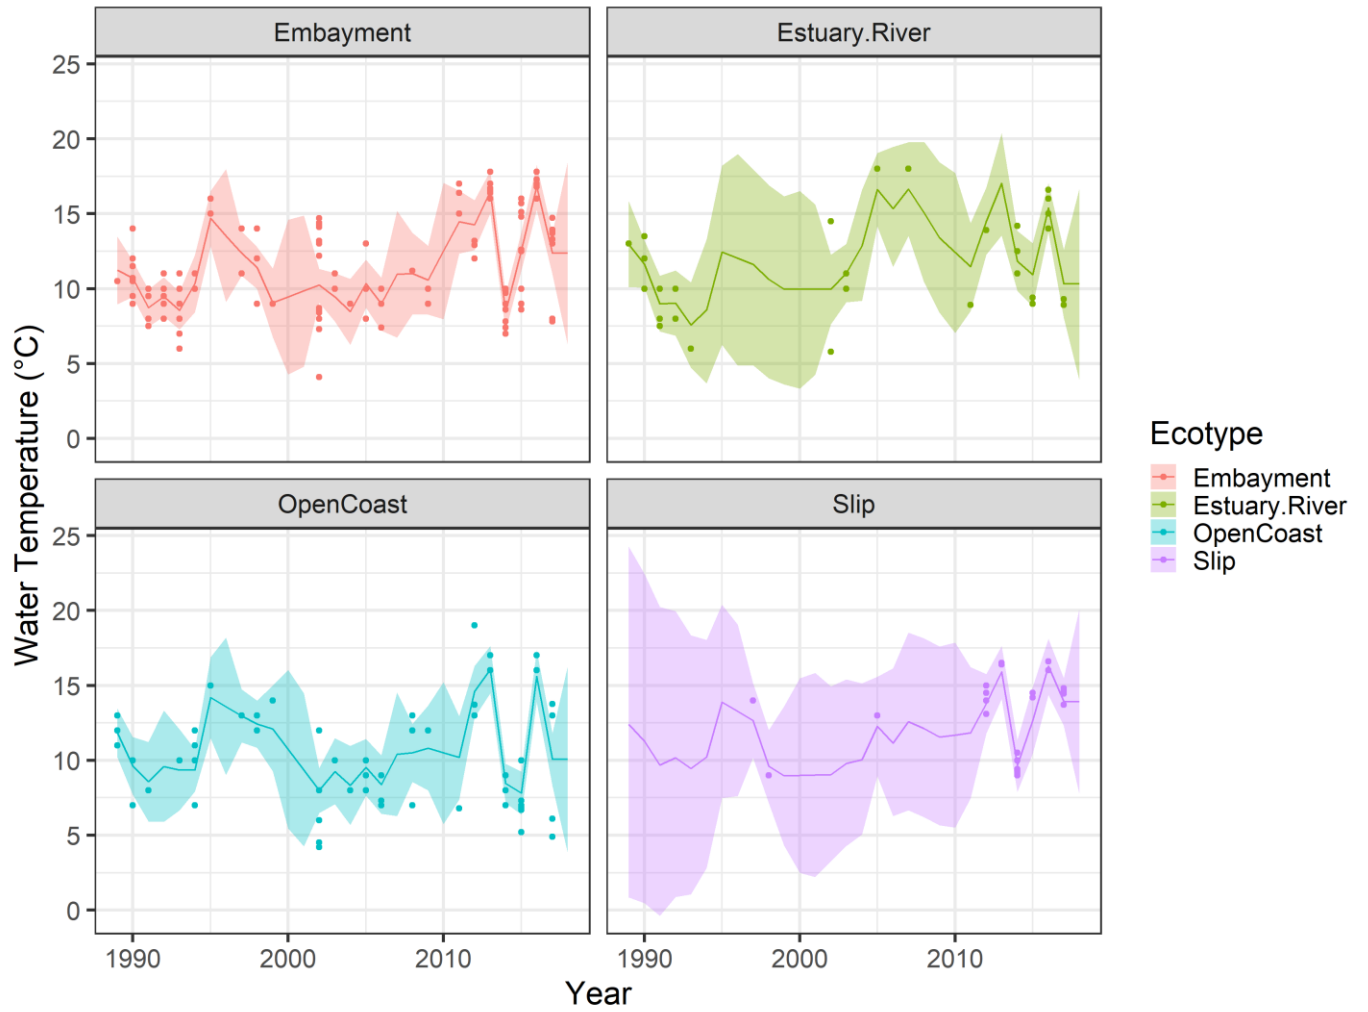 Embayment
Estuary.River
25
20
15
10
5
0
OpenCoast
Slip
25
20
15
10
5
0
1990 2000 2010
1990 2000 2010
Water Temperature (°C)
Year
Ecotype
Embayment
Estuary.River
OpenCoast
Slip